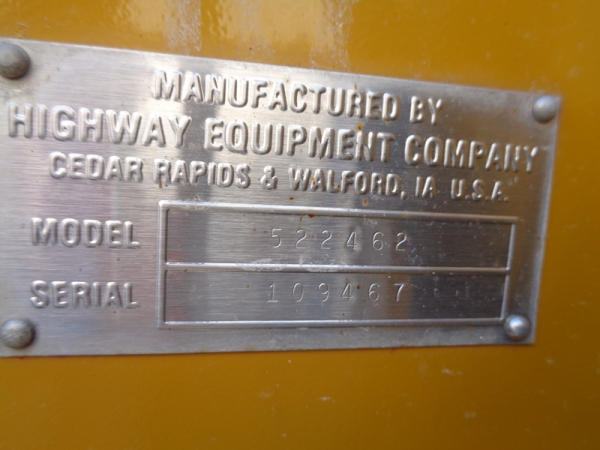 MANUFACTURED BY
HIGHWAY EQUIPMENT COMPANY
CEDAR RAPIDS & WALFORD, IA U.S.A.
MODEL 522462
SERIAL 109467